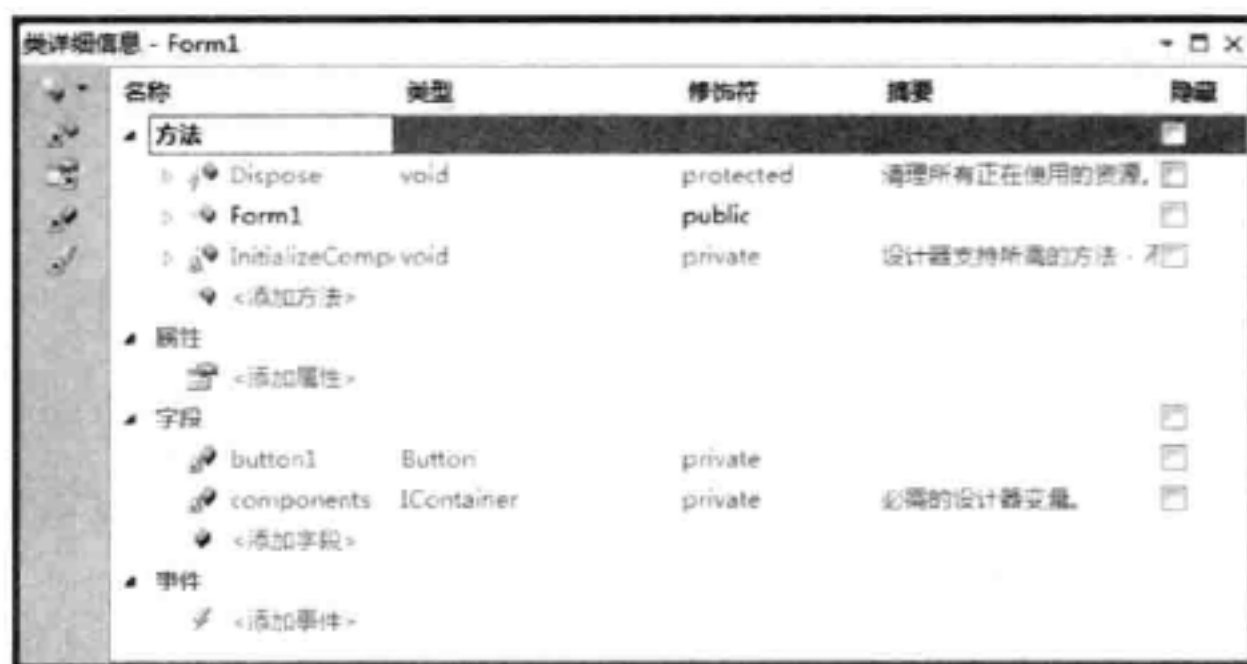 类详细信息 - Form1
名称 类型 修饰符 摘要 隐藏
方法
Dispose void protected 清理所有正在使用的资源。
Form1 public
InitializeComp void private 设计器支持所需的方法 - 不
<添加方法>
属性
<添加属性>
字段
button1 Button private
components IContainer private 必需的设计器变量。
<添加字段>
事件
<添加事件>